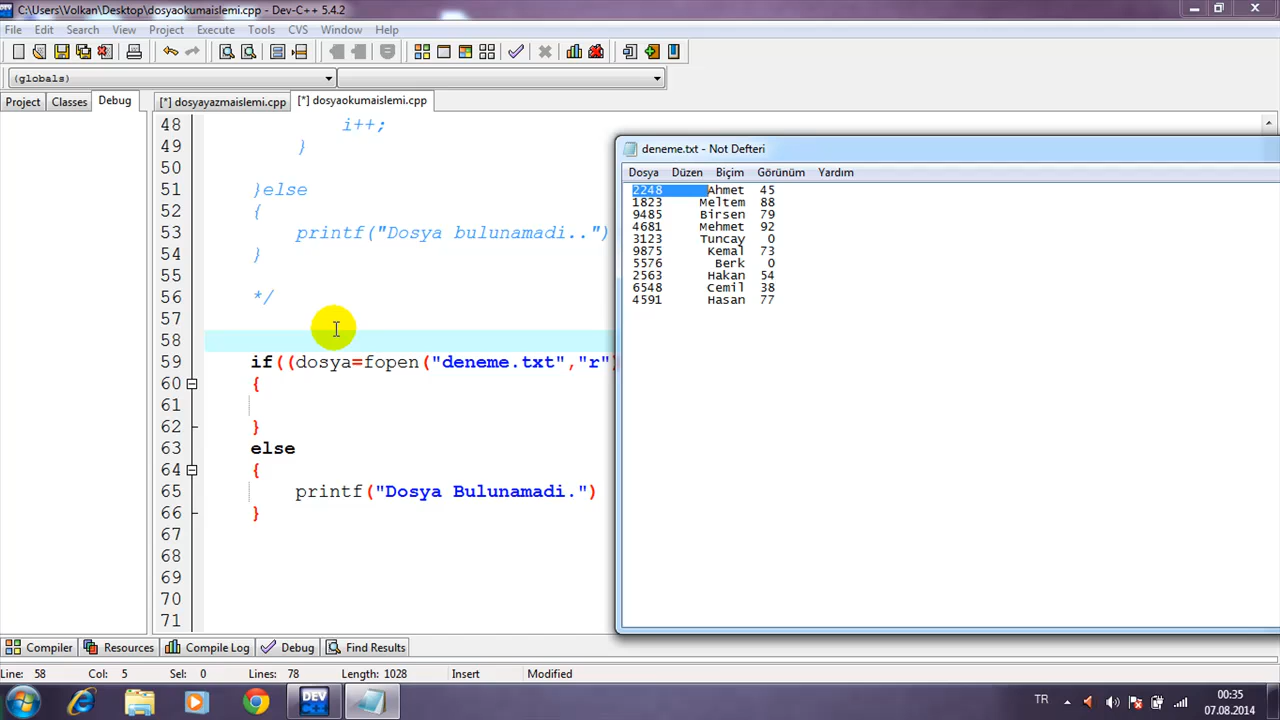 C:\Users\Volkan\Desktop\dosyaokumaislemi.cpp - Dev-C++ 5.4.2
File Edit Search View Project Execute Tools CVS Window Help
(globals)
Project Classes Debug [*] dosyayazmaislemi.cpp [*] dosyaokumaislemi.cpp
48 i++;
49 }
50
51 }else
52 {
53 printf("Dosya bulunamadi..")
54 }
55
56 */
57
58
59 if((dosya=fopen("deneme.txt","r")
60 {
61
62 }
63 else
64 {
65 printf("Dosya Bulunamadi.")
66 }
67
68
69
70
71
deneme.txt - Not Defteri
Dosya Düzen Biçim Görünüm Yardım
2248 Ahmet 45
1823 Meltem 88
9485 Birsen 79
4681 Mehmet 92
3123 Tuncay 0
9875 Kemal 73
5576 Berk 0
2563 Hakan 54
6548 Cemil 38
4591 Hasan 77
Compiler Resources Compile Log Debug Find Results
Line: 58 Col: 5 Sel: 0 Lines: 78 Length: 1028 Insert Modified
DEV
TR
00:35
07.08.2014